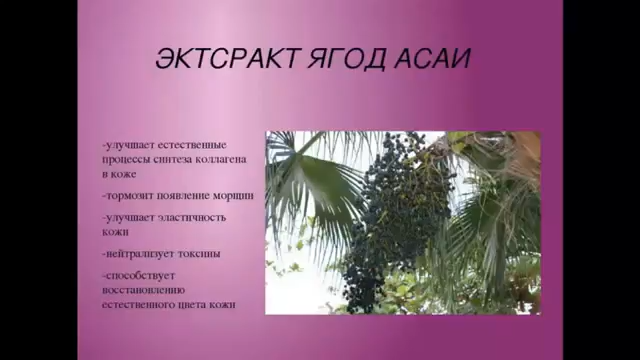 ЭКТСРАКТ ЯГОД АСАИ
-улучшает естественные
процессы синтеза коллагена
в коже
-тормозит появление морщин
-улучшает эластичность
кожи
-нейтрализует токсины
-способствует
восстановлению
естественного цвета кожи